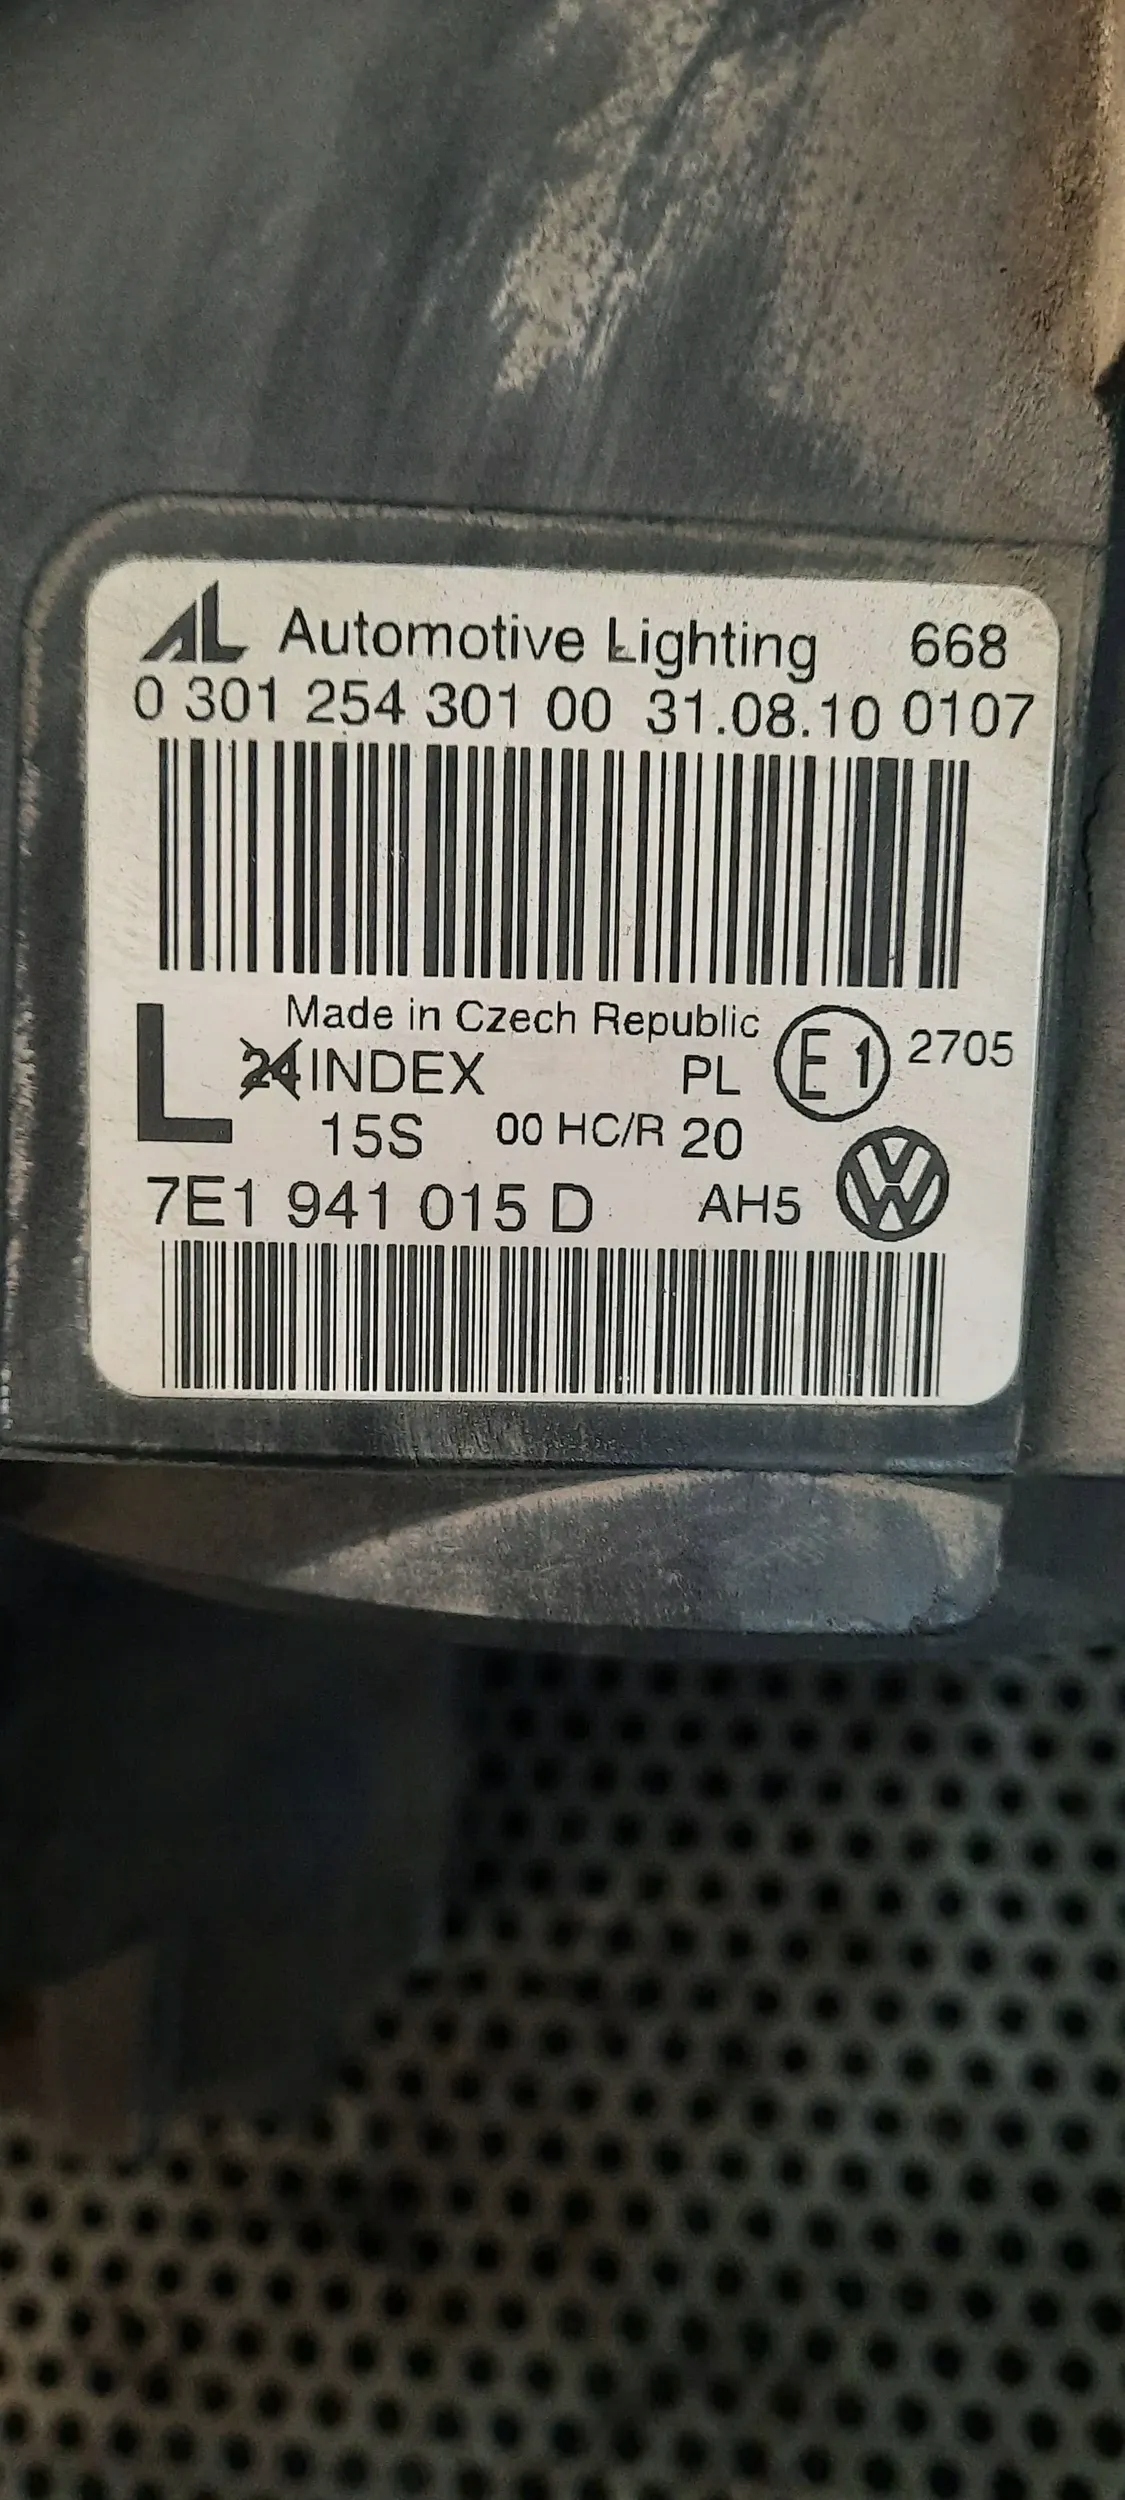 AL Automotive Lighting 668
0 301 254 301 00 31.08.10 0107
Made in Czech Republic
L 24 INDEX PL E1 2705
15S 00 HC/R 20
7E1 941 015 D AH5 VW